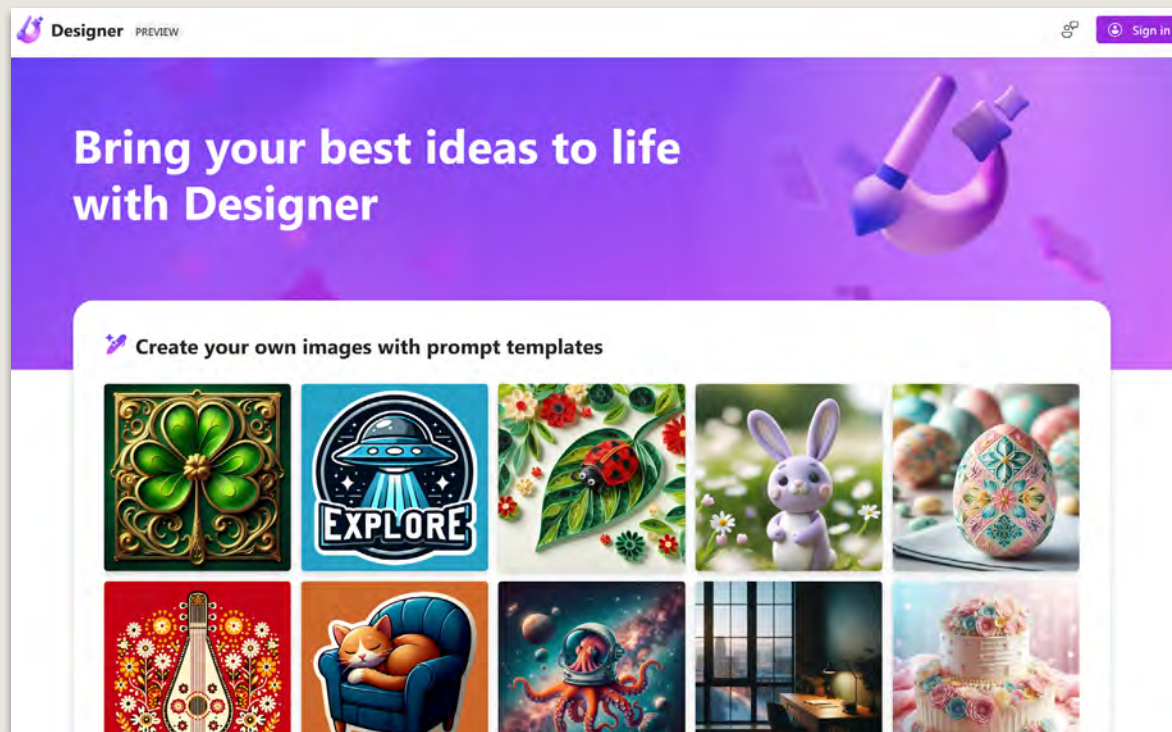 Designer PREVIEW
Sign in
Bring your best ideas to life
with Designer
Create your own images with prompt templates
EXPLORE